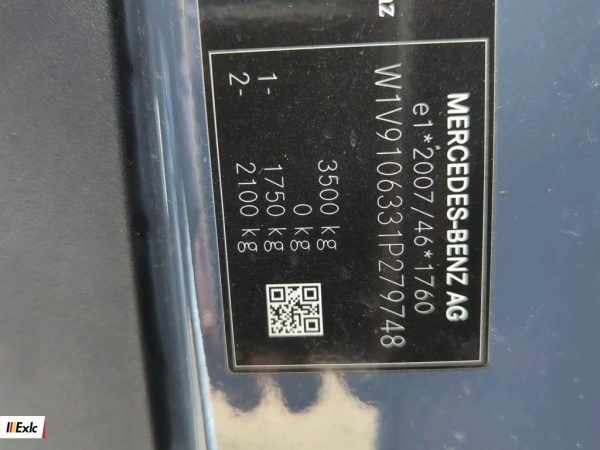 MERCEDES-BENZ AG
e1*2007/46*1760
W1V9106331P279748
3500 kg
0 kg
1- 1750 kg
2- 2100 kg
Exlc